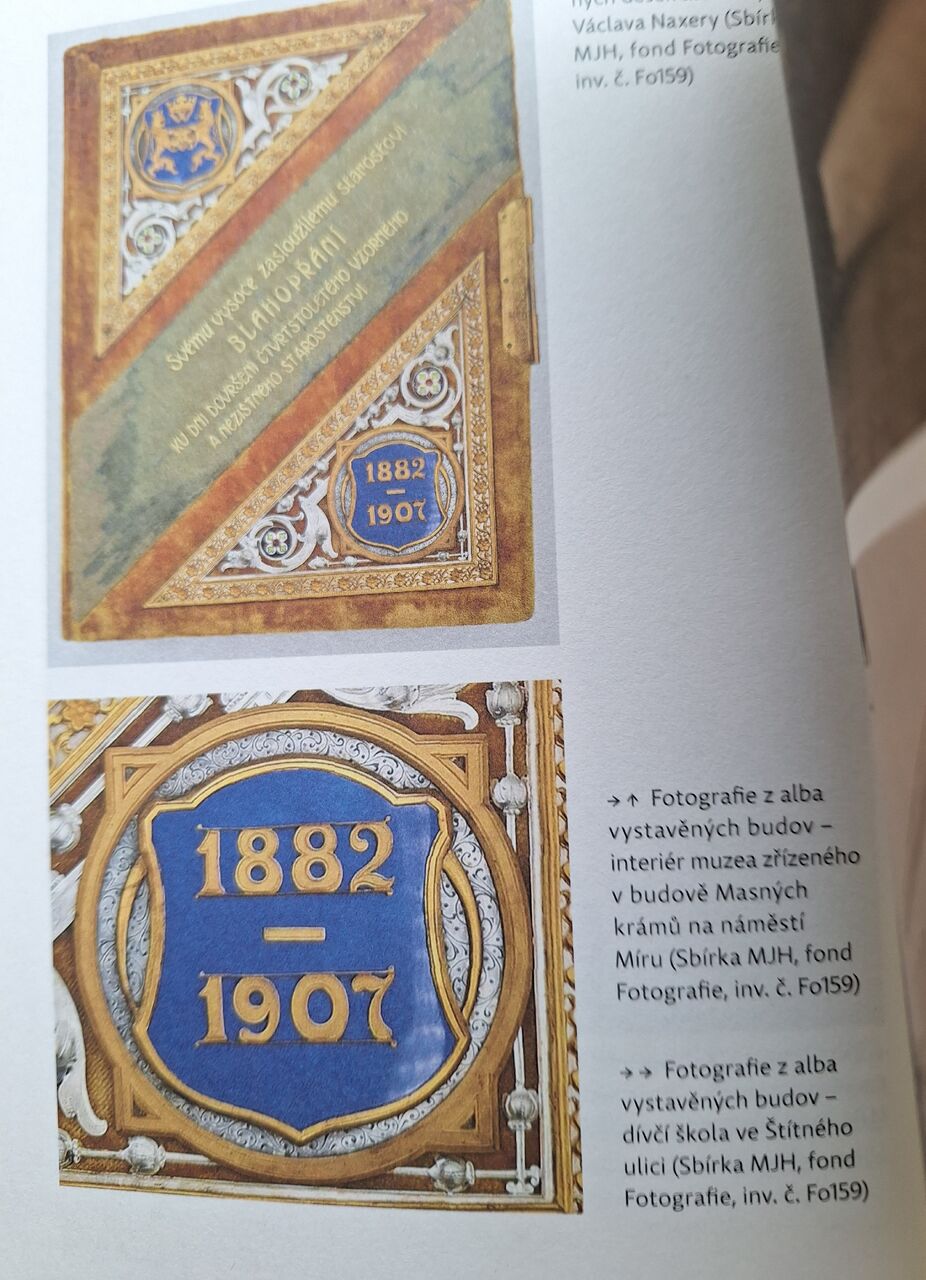 Václava Naxery (Sbír
MJH, fond Fotografie
inv. č. Fo159)
Svému vysoce zasloužilému starostovi
BLAHOPŘÁNÍ
KU DNI DOVRŠENÍ ČTVRTSTOLETÉHO VZORNÉHO
A NEZIŠTNÉHO STAROSTENSTVÍ
1882
—
1907
1882
—
1907
→ ↑ Fotografie z alba
vystavěných budov –
interiér muzea zřízeného
v budově Masných
krámů na náměstí
Míru (Sbírka MJH, fond
Fotografie, inv. č. Fo159)
→ → Fotografie z alba
vystavěných budov –
dívčí škola ve Štítného
ulici (Sbírka MJH, fond
Fotografie, inv. č. Fo159)